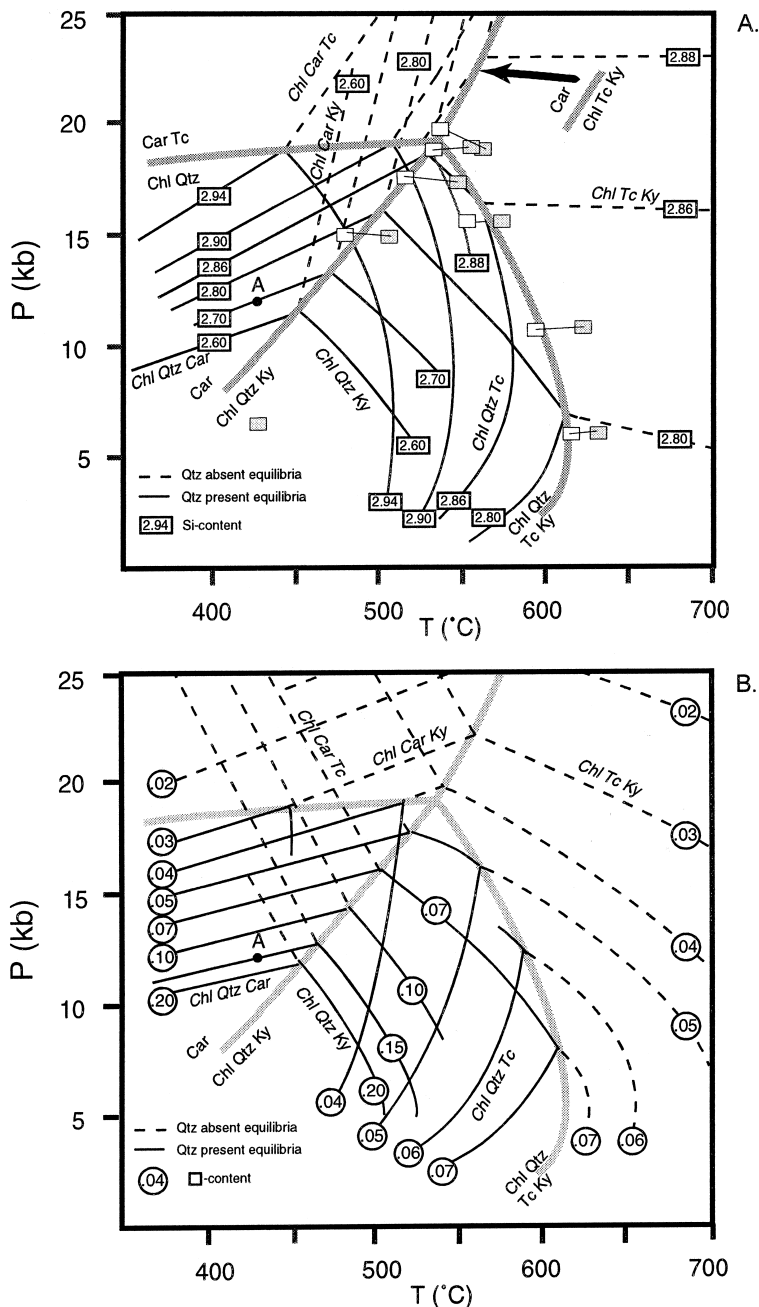 A.
25
20
15
10
5
P (kb)
400
500
600
700
T (°C)
Chl Car Tc
2.60
2.80
2.88
Chl Car Ky
Car
Chl Tc Ky
Car Tc
Chl Qtz
2.94
2.90
2.86
2.80
2.70
2.60
A
Chl Tc Ky
2.86
2.88
Chl Qtz Car
Car
Chl Qtz Ky
Chl Qtz Ky
2.70
2.60
Chl Qtz Tc
2.80
2.94
2.90
2.86
2.80
Chl Qtz
Tc Ky
Qtz absent equilibria
Qtz present equilibria
2.94 Si-content
B.
25
20
15
10
5
P (kb)
400
500
600
700
T (°C)
Chl Car Tc
Chl Car Ky
Chl Tc Ky
.02
.02
.03
.03
.04
.05
.07
.10
.20
A
.07
.04
.05
Chl Qtz Car
Car
Chl Qtz Ky
Chl Qtz Ky
.10
.15
.20
.04
.05
.06
.07
Chl Qtz Tc
.07
.06
Chl Qtz
Tc Ky
Qtz absent equilibria
Qtz present equilibria
.04 □-content